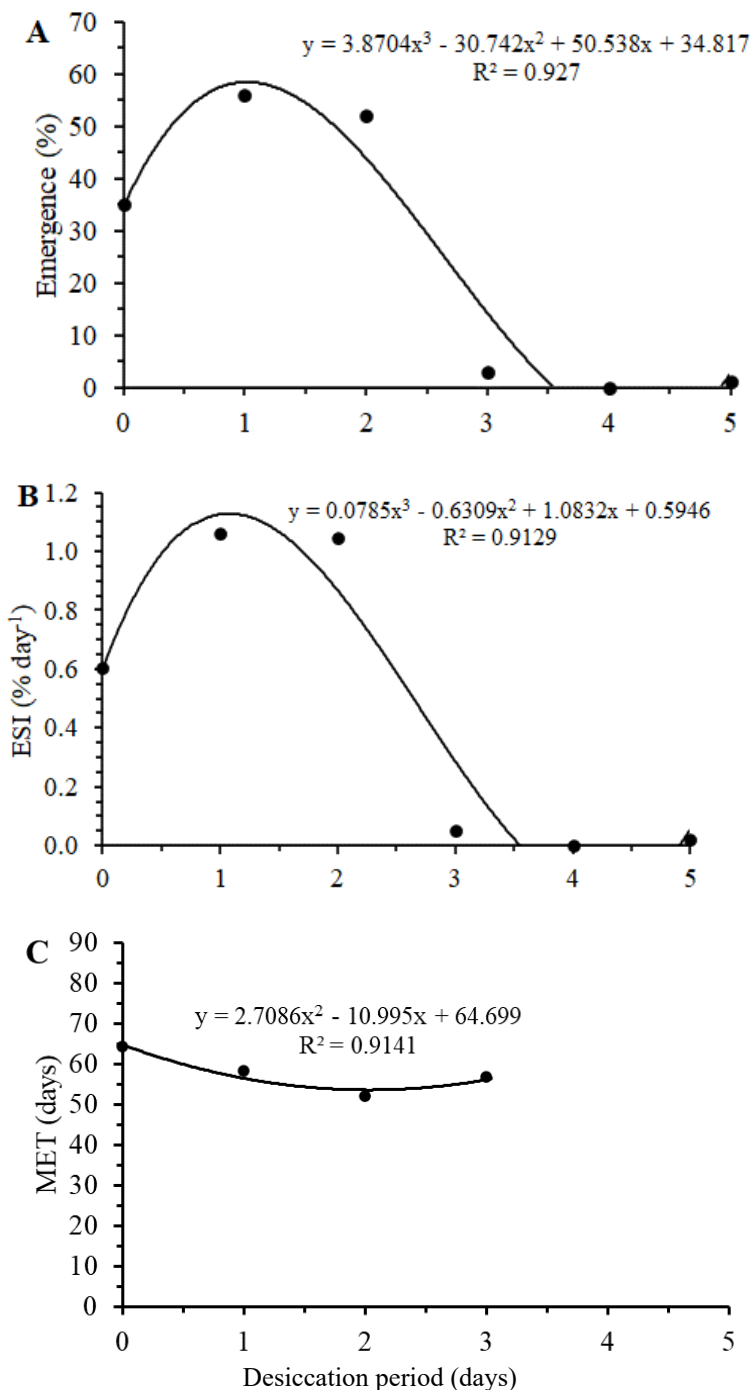 A
y = 3.8704x³ - 30.742x² + 50.538x + 34.817
R² = 0.927
Emergence (%)
70
60
50
40
30
20
10
0
0 1 2 3 4 5
B
y = 0.0785x³ - 0.6309x² + 1.0832x + 0.5946
R² = 0.9129
ESI (% day⁻¹)
1.2
1.0
0.8
0.6
0.4
0.2
0.0
0 1 2 3 4 5
C
y = 2.7086x² - 10.995x + 64.699
R² = 0.9141
MET (days)
90
80
70
60
50
40
30
20
10
0
0 1 2 3 4 5
Desiccation period (days)